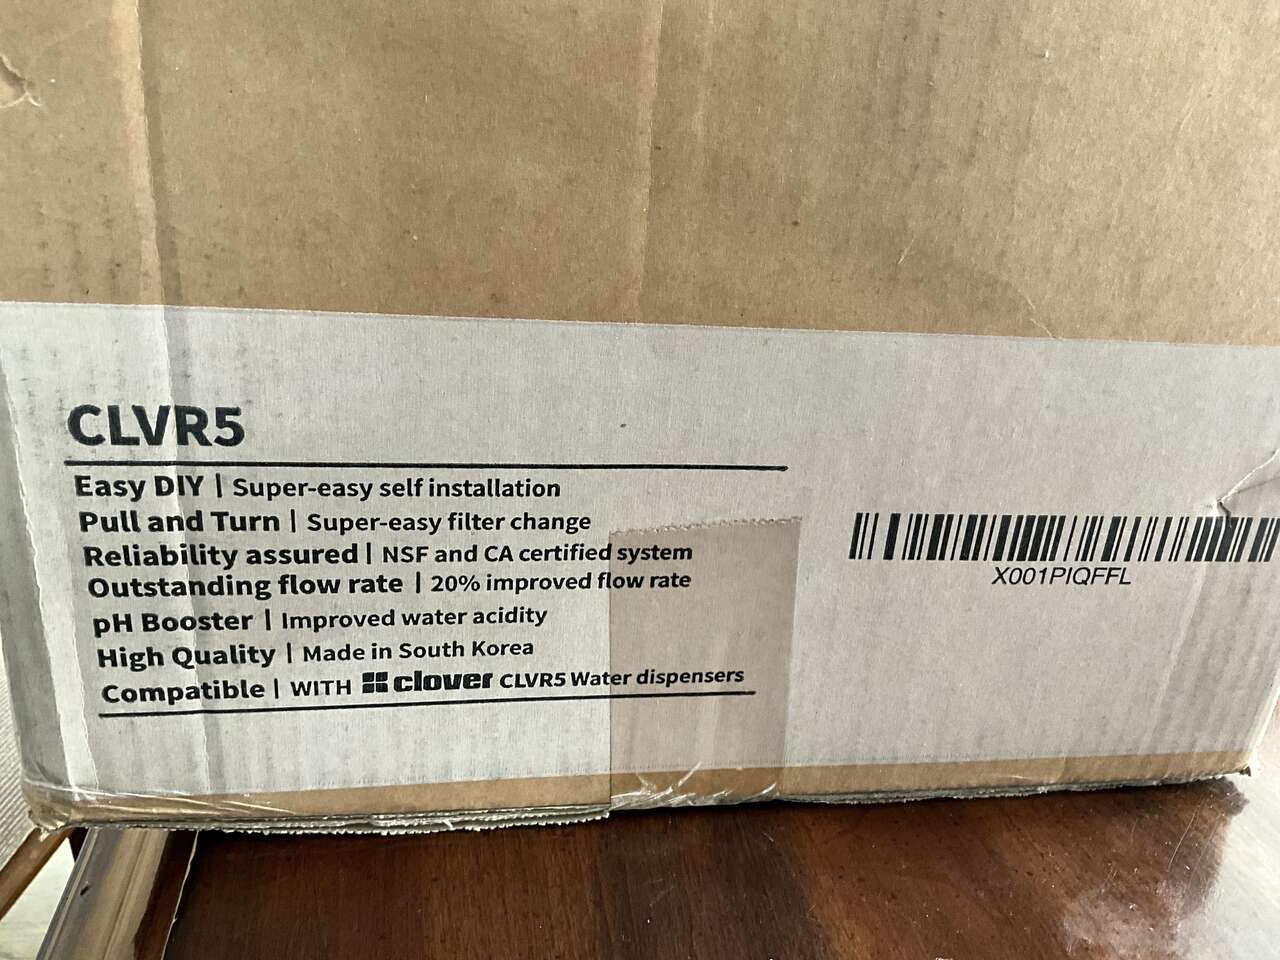 CLVR5
Easy DIY | Super-easy self installation
Pull and Turn | Super-easy filter change
Reliability assured | NSF and CA certified system
Outstanding flow rate | 20% improved flow rate
pH Booster | Improved water acidity
High Quality | Made in South Korea
Compatible | WITH clover CLVR5 Water dispensers
X001PIQFFL